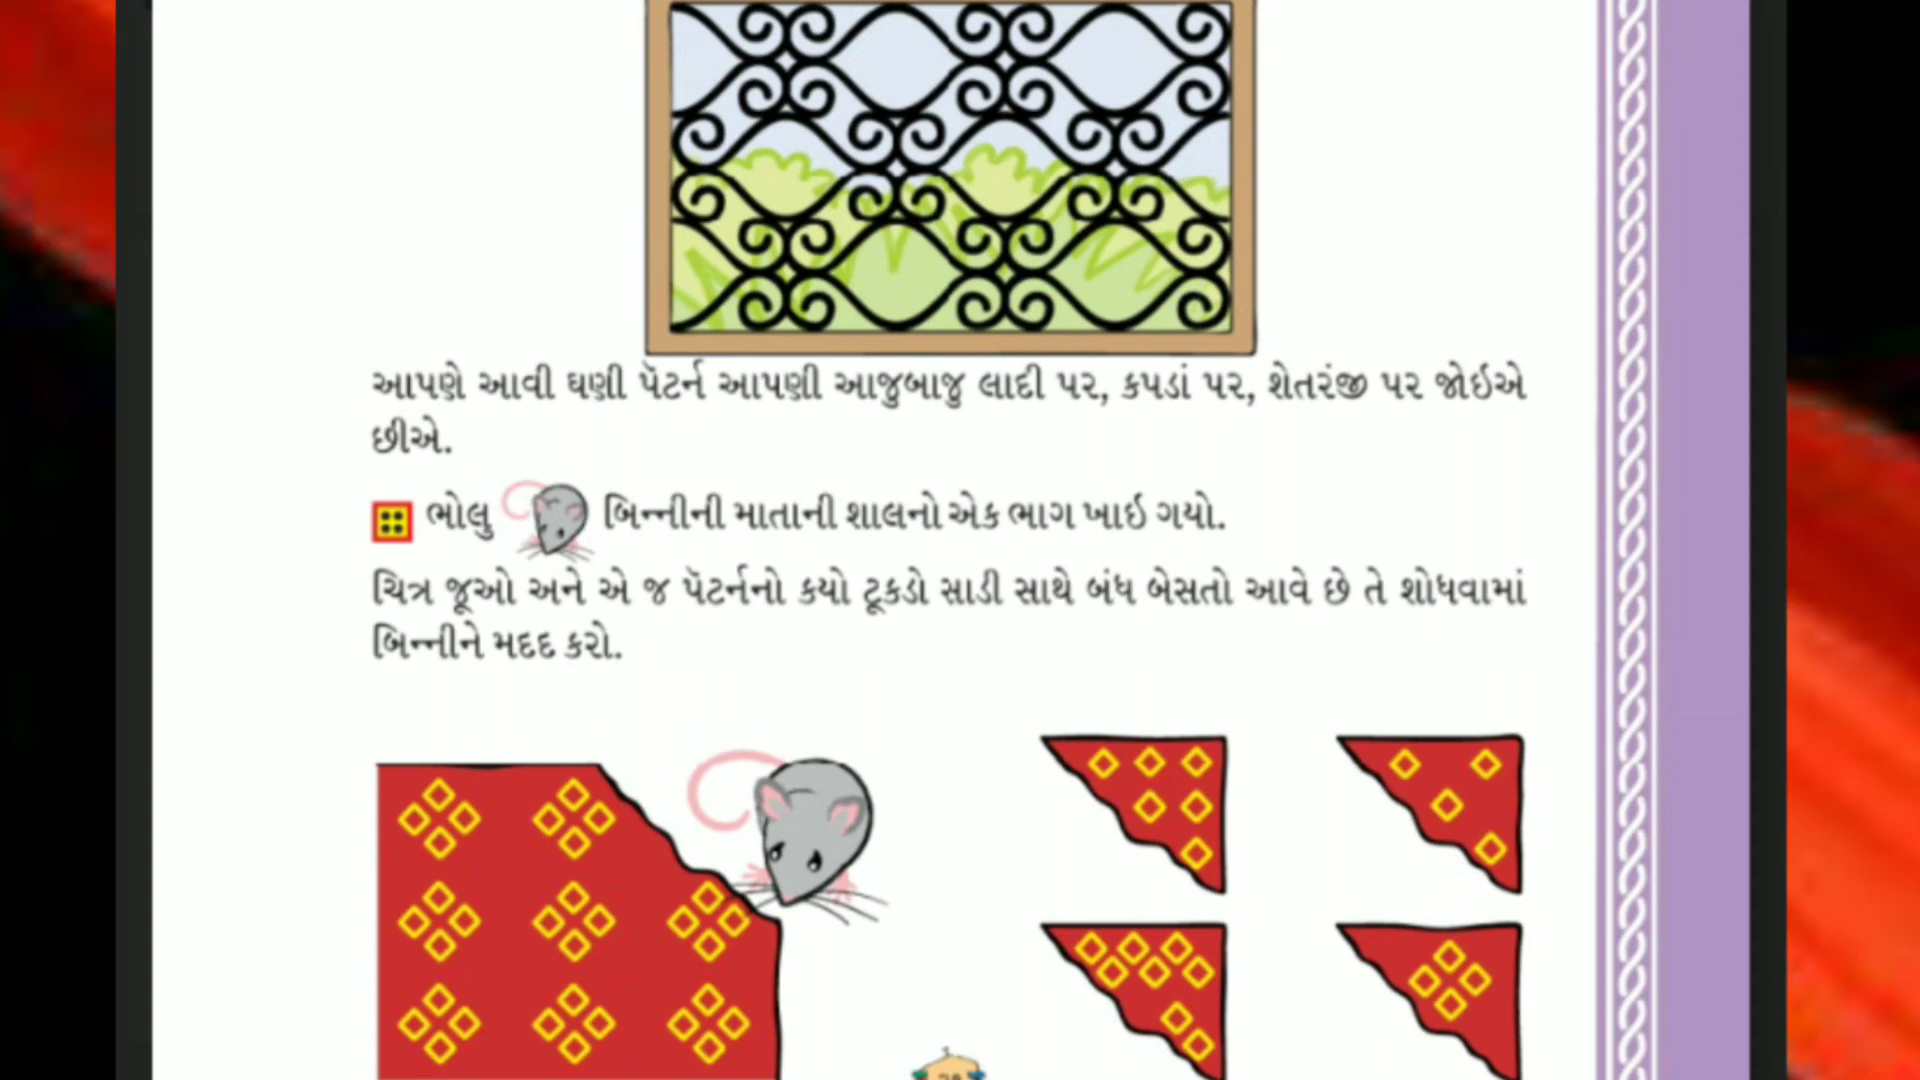 આપણે આવી ઘણી પૅટર્ન આપણી આજુબાજુ લાદી પર, કપડાં પર, શેતરંજી પર જોઇએ
છીએ.
ભોલુ બિન્નીની માતાની શાલનો એક ભાગ ખાઇ ગયો.
ચિત્ર જૂઓ અને એ જ પૅટર્નનો કયો ટૂકડો સાડી સાથે બંધ બેસતો આવે છે તે શોધવામાં
બિન્નીને મદદ કરો.